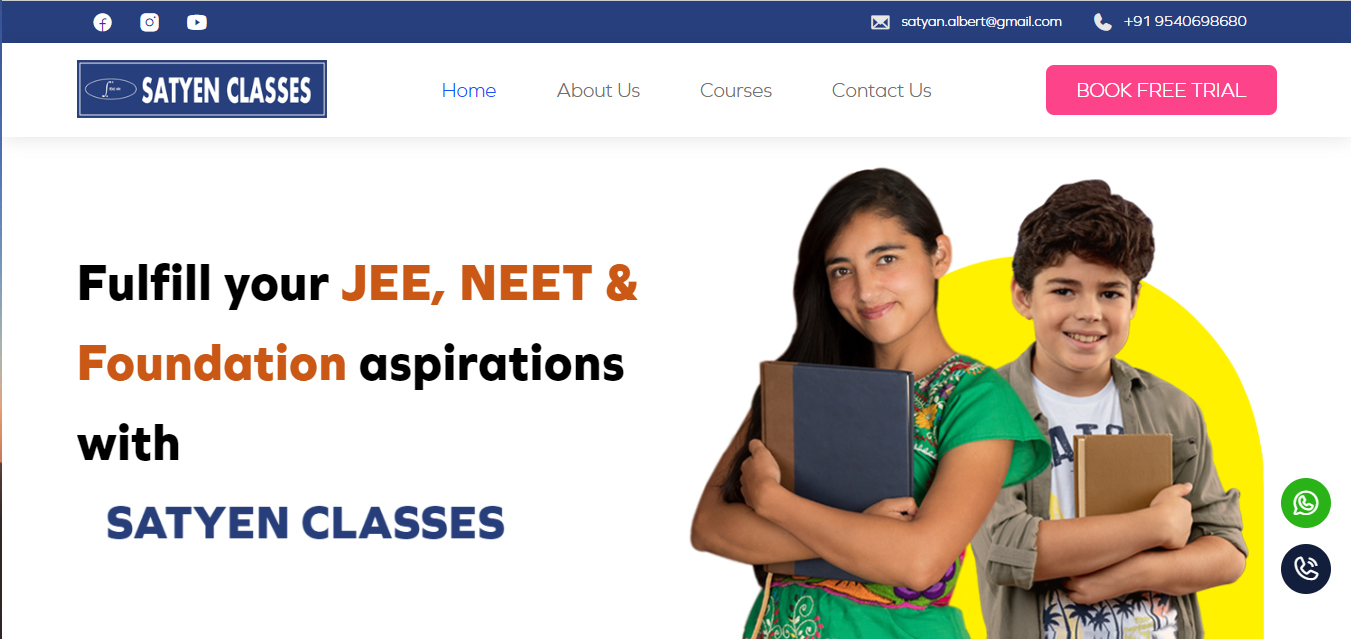 satyan.albert@gmail.com +91 9540698680
SATYEN CLASSES
Home About Us Courses Contact Us
BOOK FREE TRIAL
Fulfill your JEE, NEET &
Foundation aspirations
with
SATYEN CLASSES